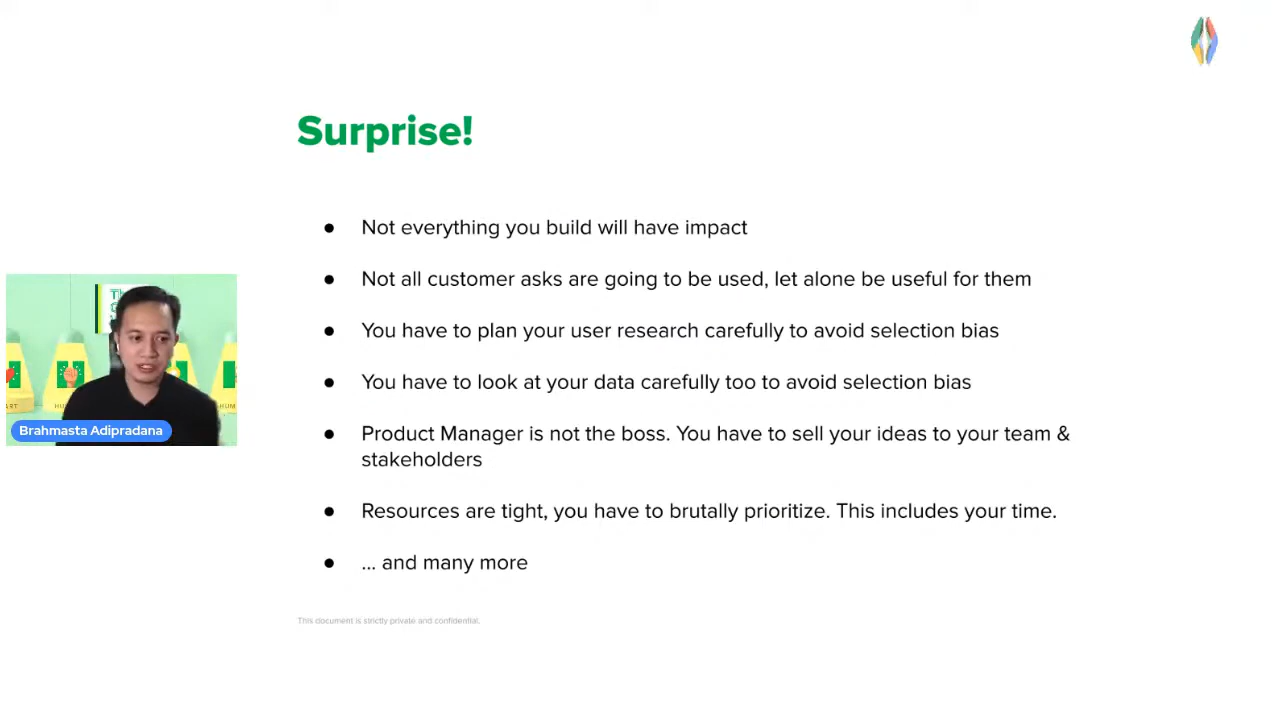 Surprise!
● Not everything you build will have impact
● Not all customer asks are going to be used, let alone be useful for them
● You have to plan your user research carefully to avoid selection bias
● You have to look at your data carefully too to avoid selection bias
● Product Manager is not the boss. You have to sell your ideas to your team &
stakeholders
● Resources are tight, you have to brutally prioritize. This includes your time.
● ... and many more
This document is strictly private and confidential.
Brahmasta Adipradana